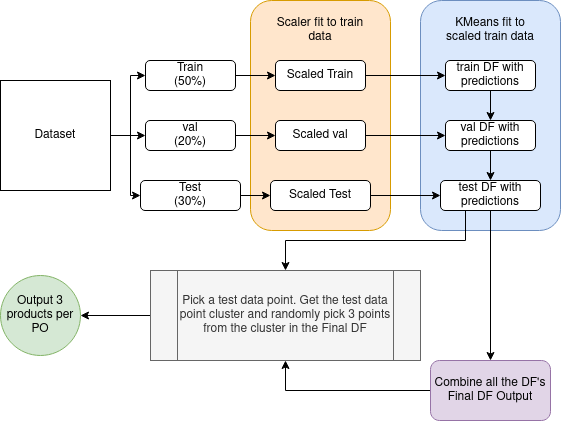 Scaler fit to train
data
KMeans fit to
scaled train data
Train
(50%)
Scaled Train
train DF with
predictions
Dataset
val
(20%)
Scaled val
val DF with
predictions
Test
(30%)
Scaled Test
test DF with
predictions
Output 3
products per
PO
Pick a test data point. Get the test data
point cluster and randomly pick 3 points
from the cluster in the Final DF
Combine all the DF's
Final DF Output